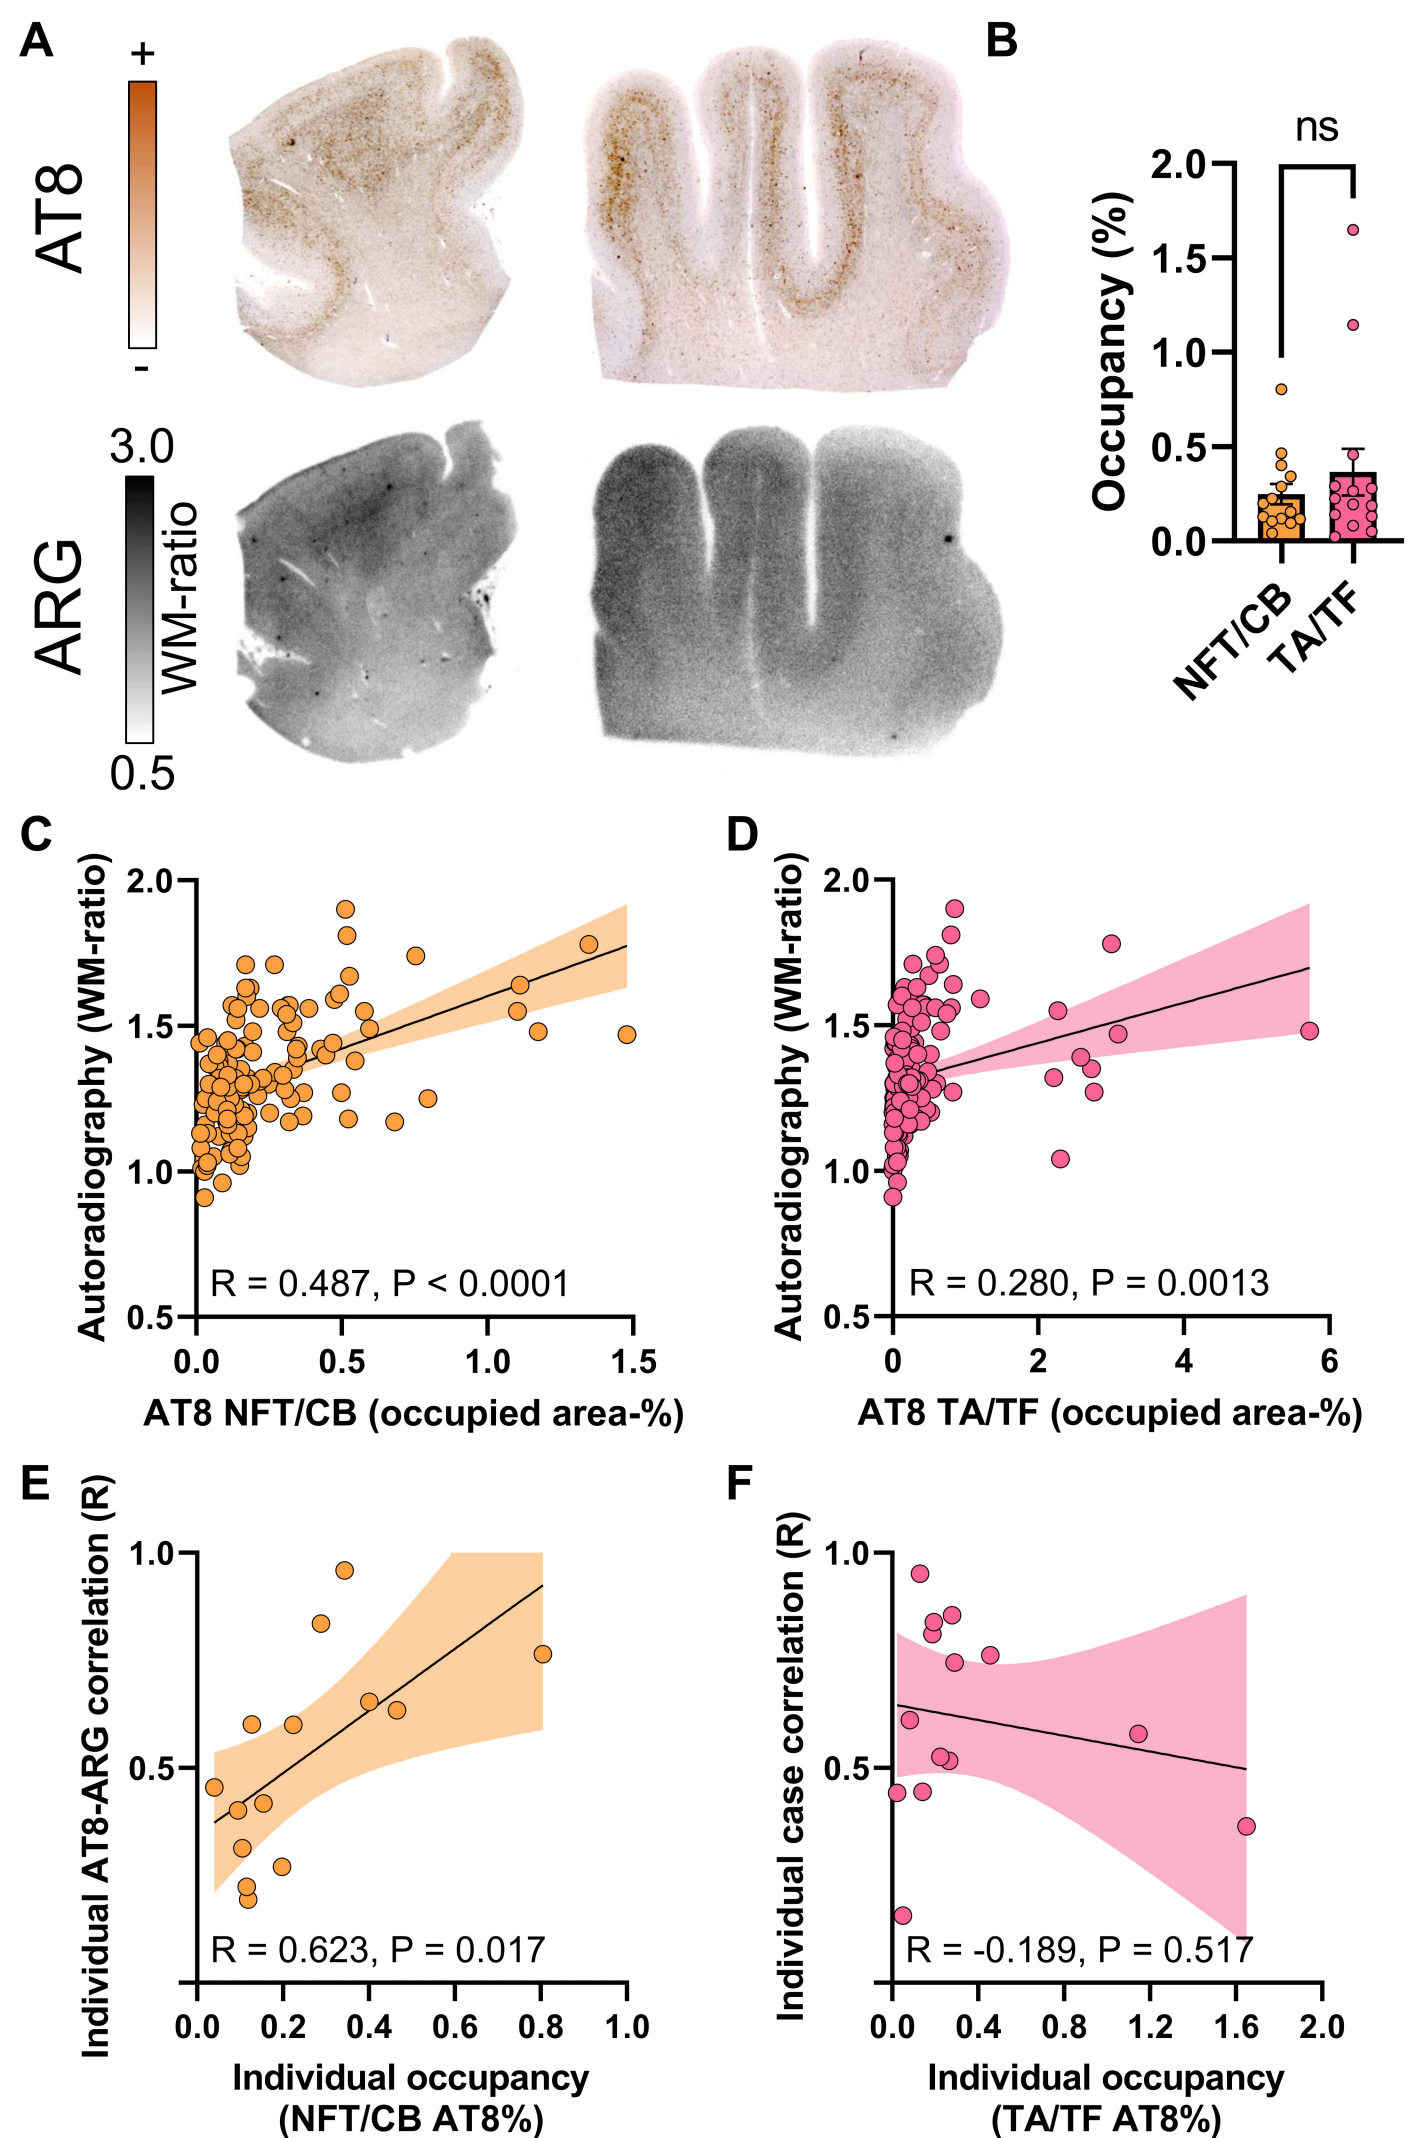 A
+
AT8
-
3.0
ARG
WM-ratio
0.5
B
ns
Occupancy (%)
2.0
1.5
1.0
0.5
0.0
NFT/CB
TA/TF
C
Autoradiography (WM-ratio)
2.0
1.5
1.0
0.5
R = 0.487, P < 0.0001
0.0 0.5 1.0 1.5
AT8 NFT/CB (occupied area-%)
D
Autoradiography (WM-ratio)
2.0
1.5
1.0
0.5
R = 0.280, P = 0.0013
0 2 4 6
AT8 TA/TF (occupied area-%)
E
Individual AT8-ARG correlation (R)
1.0
0.5
R = 0.623, P = 0.017
0.0 0.2 0.4 0.6 0.8 1.0
Individual occupancy
(NFT/CB AT8%)
F
Individual case correlation (R)
1.0
0.5
R = -0.189, P = 0.517
0.0 0.4 0.8 1.2 1.6 2.0
Individual occupancy
(TA/TF AT8%)